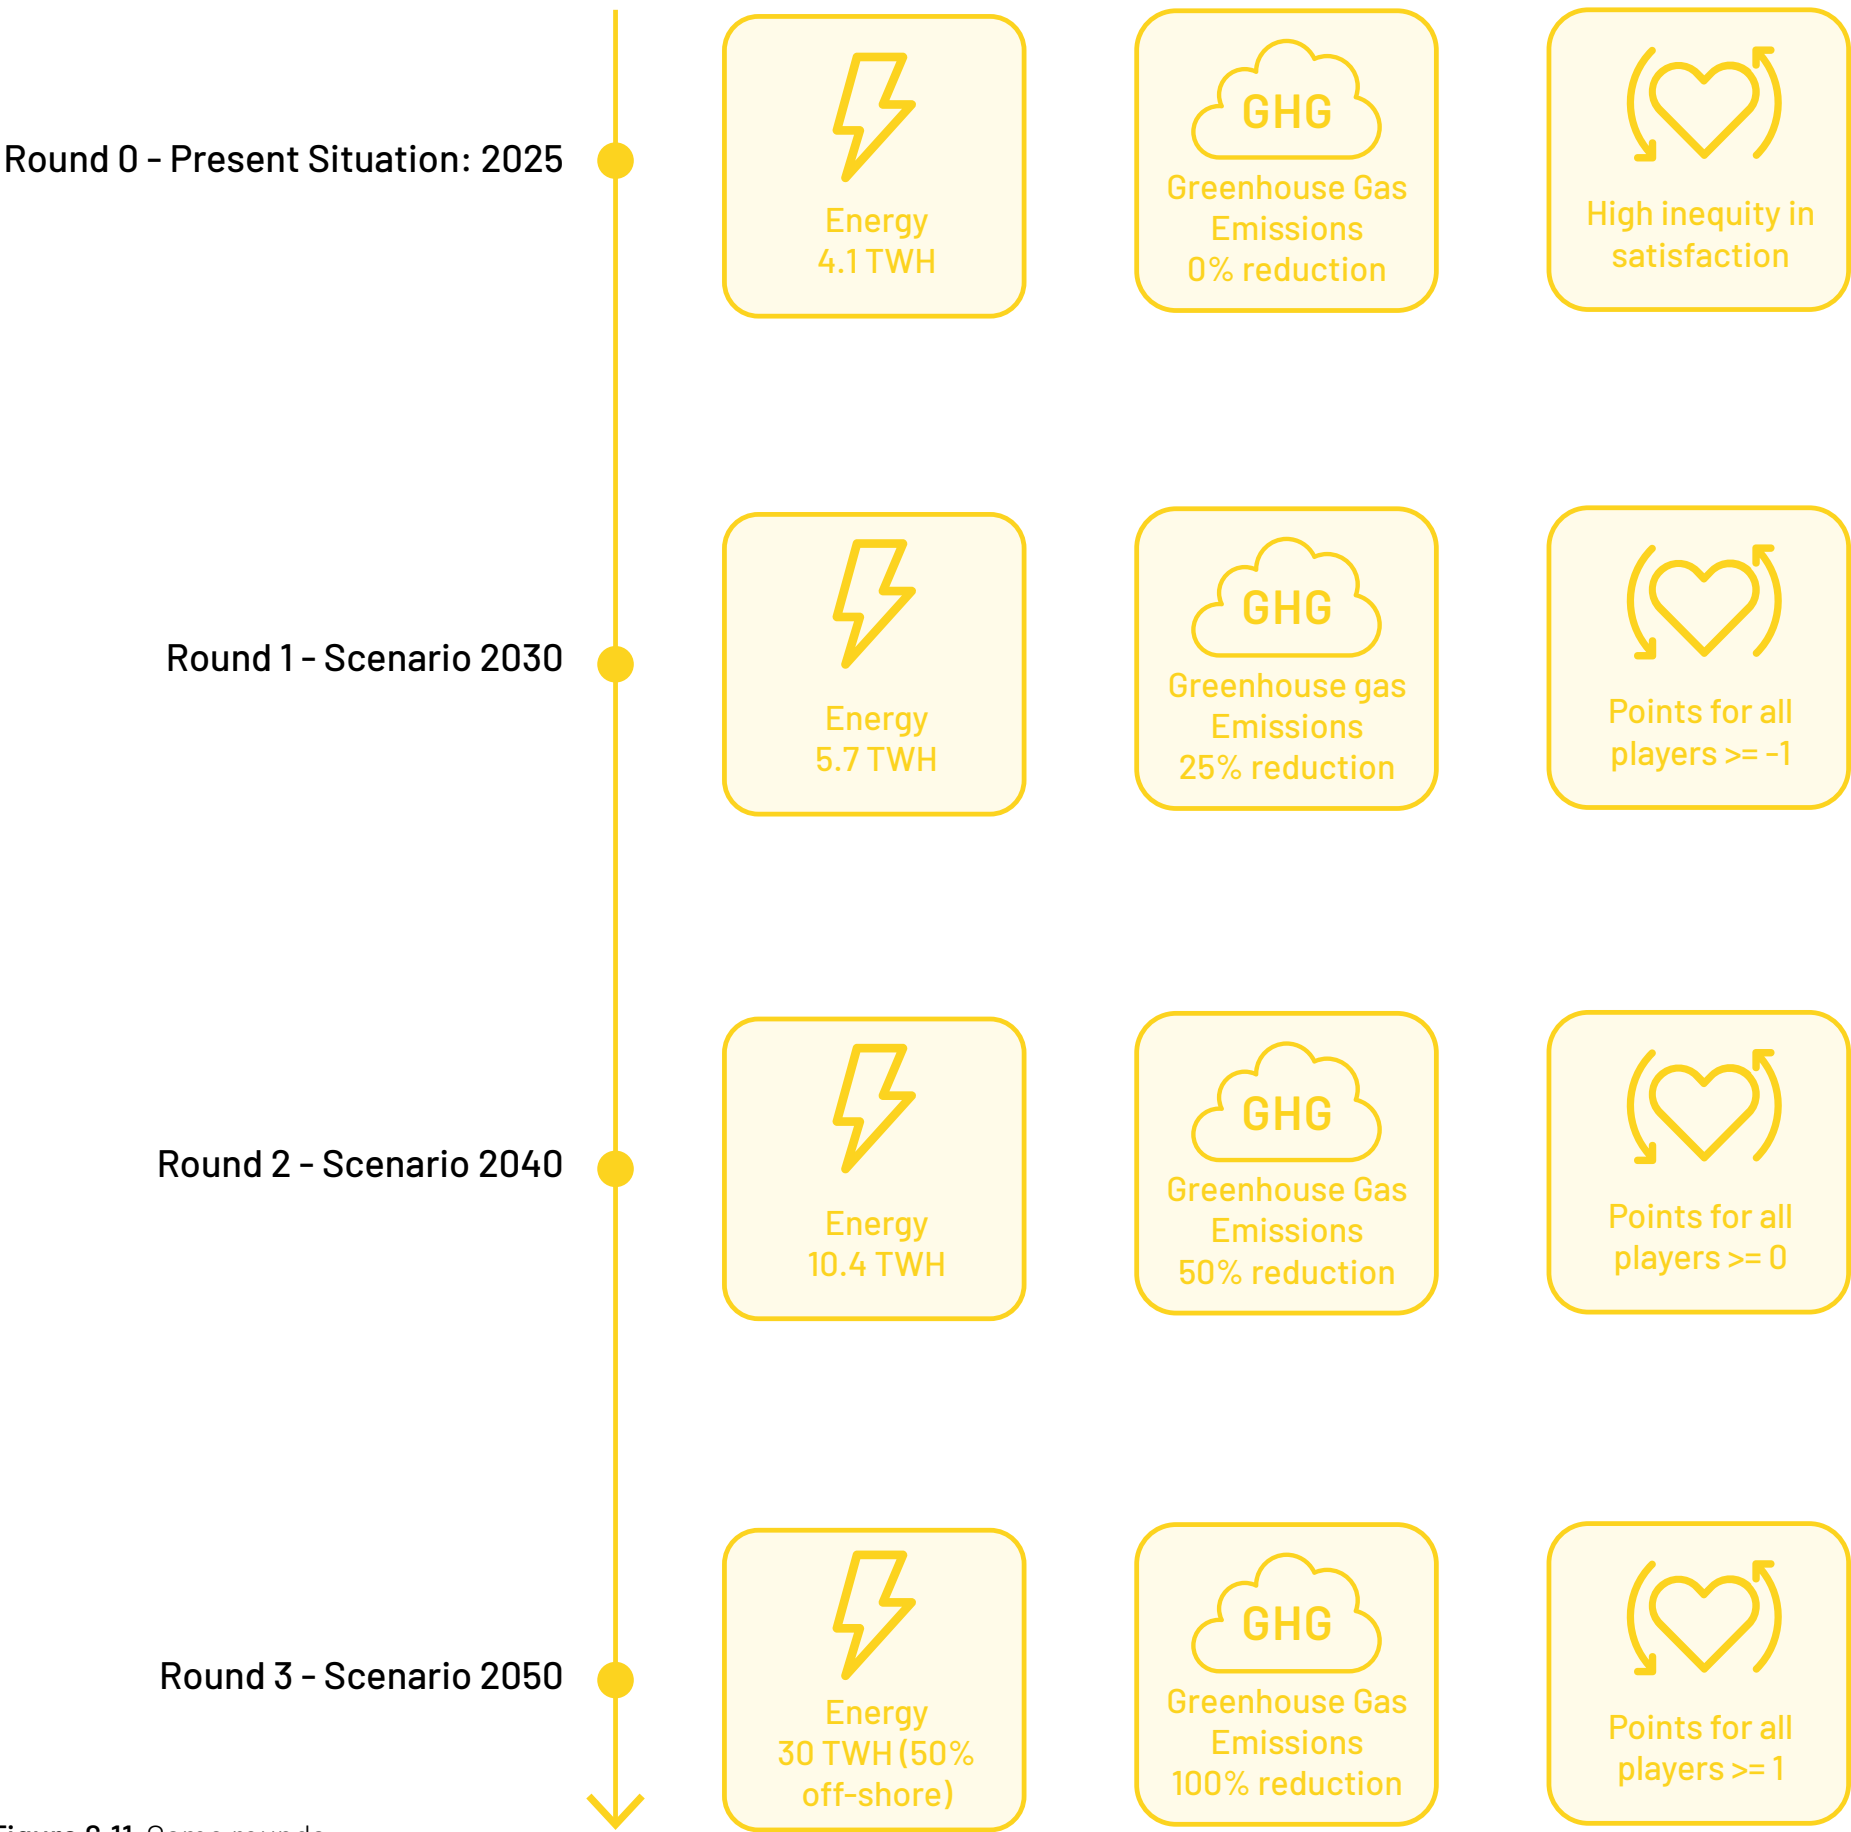 Round 0 - Present Situation: 2025
Energy
4.1 TWH
GHG
Greenhouse Gas
Emissions
0% reduction
High inequity in
satisfaction
Round 1 - Scenario 2030
Energy
5.7 TWH
GHG
Greenhouse gas
Emissions
25% reduction
Points for all
players >= -1
Round 2 - Scenario 2040
Energy
10.4 TWH
GHG
Greenhouse Gas
Emissions
50% reduction
Points for all
players >= 0
Round 3 - Scenario 2050
Energy
30 TWH (50%
off-shore)
GHG
Greenhouse Gas
Emissions
100% reduction
Points for all
players >= 1